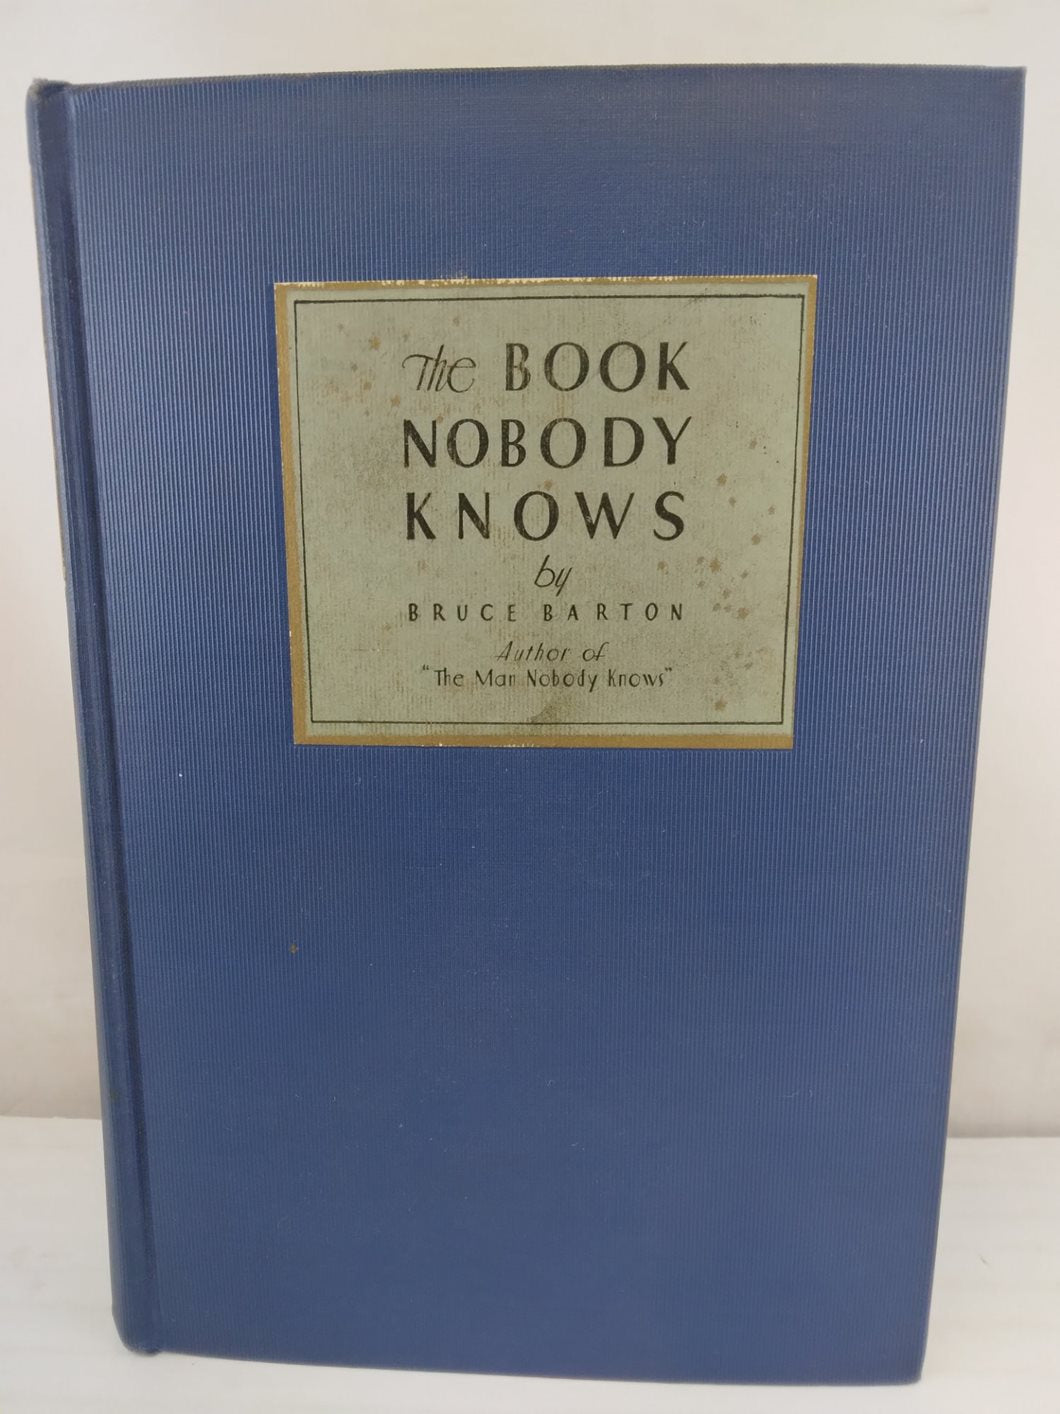 The BOOK
NOBODY
KNOWS
by
BRUCE BARTON
Author of
"The Man Nobody Knows"